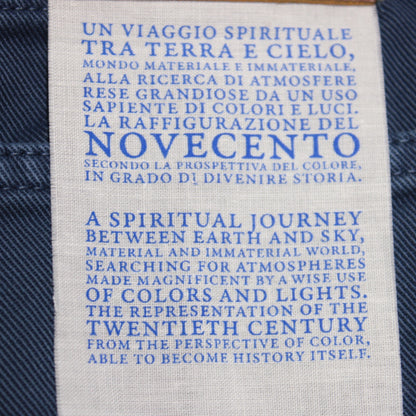 UN VIAGGIO SPIRITUALE
TRA TERRA E CIELO,
MONDO MATERIALE E IMMATERIALE,
ALLA RICERCA DI ATMOSFERE
RESE GRANDIOSE DA UN USO
SAPIENTE DI COLORI E LUCI.
LA RAFFIGURAZIONE DEL
NOVECENTO
SECONDO LA PROSPETTIVA DEL COLORE,
IN GRADO DI DIVENIRE STORIA.
A SPIRITUAL JOURNEY
BETWEEN EARTH AND SKY,
MATERIAL AND IMMATERIAL WORLD,
SEARCHING FOR ATMOSPHERES
MADE MAGNIFICENT BY A WISE USE
OF COLORS AND LIGHTS.
THE REPRESENTATION OF THE
TWENTIETH CENTURY
FROM THE PERSPECTIVE OF COLOR,
ABLE TO BECOME HISTORY ITSELF.